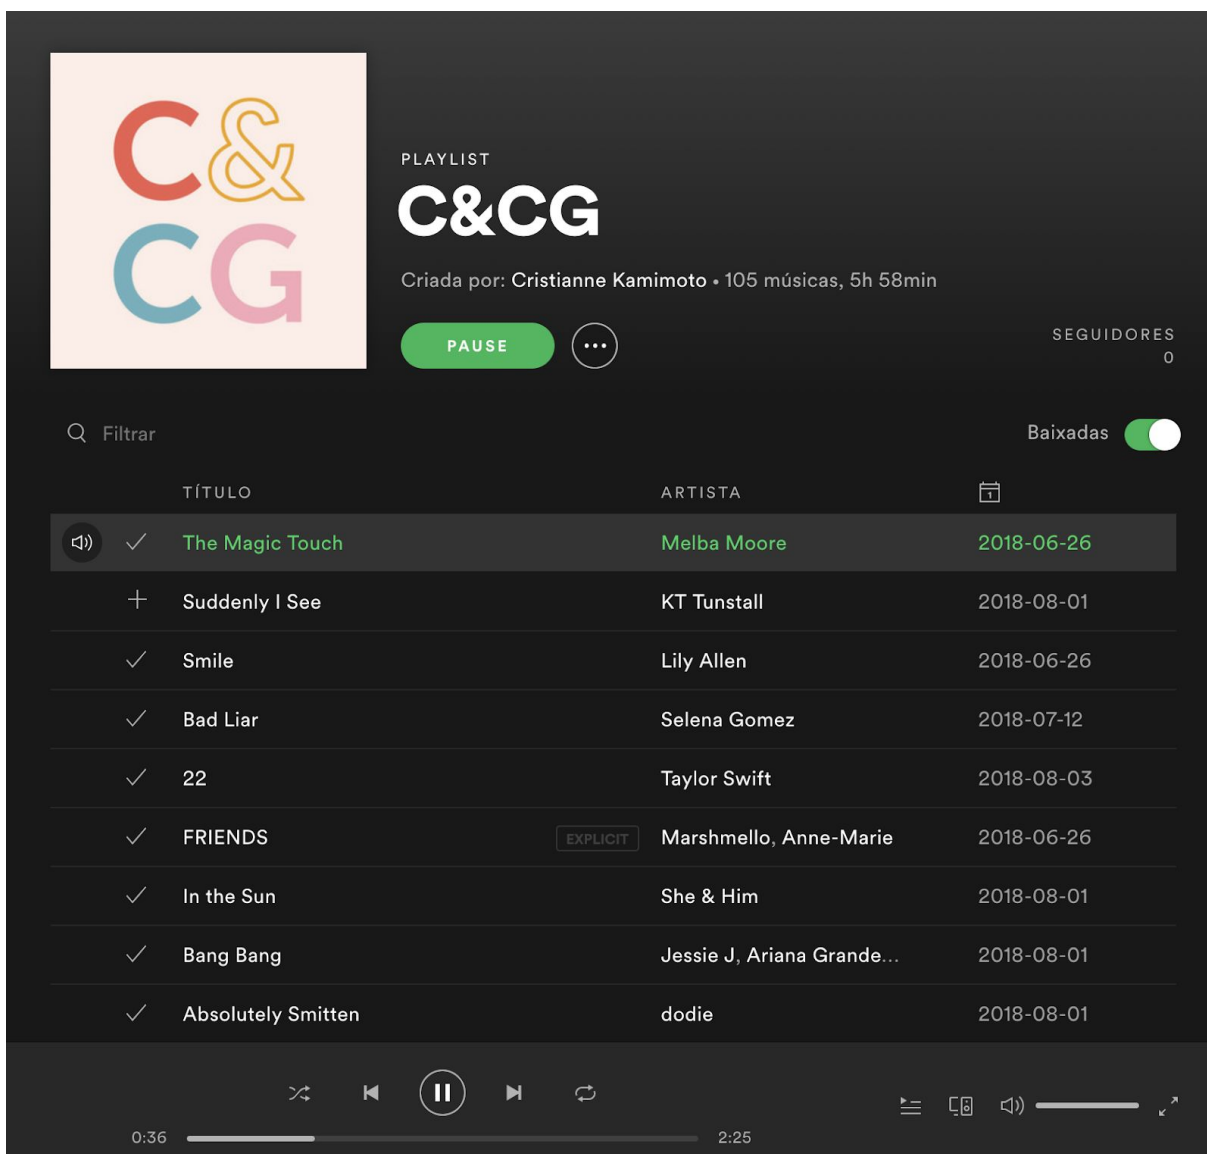 C&
CG
PLAYLIST
C&CG
Criada por: Cristianne Kamimoto • 105 músicas, 5h 58min
PAUSE
SEGUIDORES
0
Filtrar
Baixadas
TÍTULO ARTISTA 1
The Magic Touch Melba Moore 2018-06-26
Suddenly I See KT Tunstall 2018-08-01
Smile Lily Allen 2018-06-26
Bad Liar Selena Gomez 2018-07-12
22 Taylor Swift 2018-08-03
FRIENDS EXPLICIT Marshmello, Anne-Marie 2018-06-26
In the Sun She & Him 2018-08-01
Bang Bang Jessie J, Ariana Grande... 2018-08-01
Absolutely Smitten dodie 2018-08-01
0:36 2:25